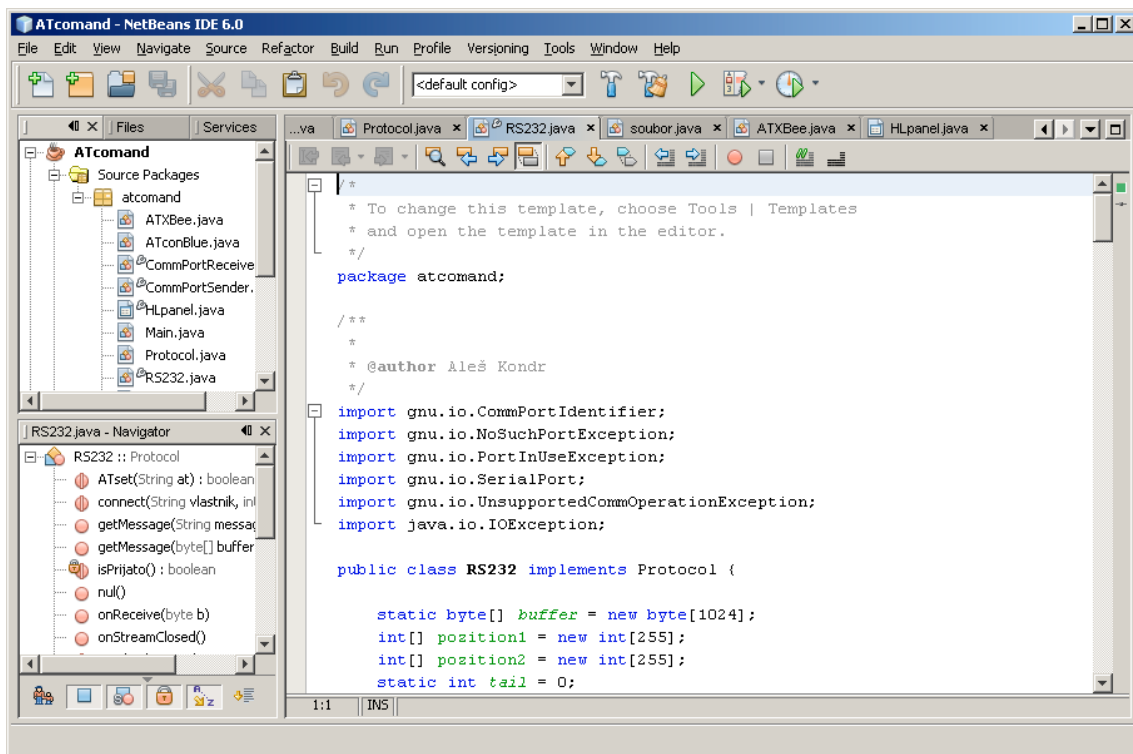 ATcomand - NetBeans IDE 6.0
File Edit View Navigate Source Refactor Build Run Profile Versioning Tools Window Help
<default config>
Files Services
ATcomand
Source Packages
atcomand
ATXBee.java
ATconBlue.java
CommPortReceive
CommPortSender.
HLpanel.java
Main.java
Protocol.java
RS232.java
RS232.java - Navigator
RS232 :: Protocol
ATset(String at) : boolean
connect(String vlastnik, int
getMessage(String messag
getMessage(byte[] buffer
isPrijato() : boolean
nul()
onReceive(byte b)
onStreamClosed()
...va Protocol.java RS232.java soubor.java ATXBee.java HLpanel.java
/*
* To change this template, choose Tools | Templates
* and open the template in the editor.
*/
package atcomand;
/**
*
* @author Aleš Kondr
*/
import gnu.io.CommPortIdentifier;
import gnu.io.NoSuchPortException;
import gnu.io.PortInUseException;
import gnu.io.SerialPort;
import gnu.io.UnsupportedCommOperationException;
import java.io.IOException;
public class RS232 implements Protocol {
static byte[] buffer = new byte[1024];
int[] pozition1 = new int[255];
int[] pozition2 = new int[255];
static int tail = 0;
1:1 INS